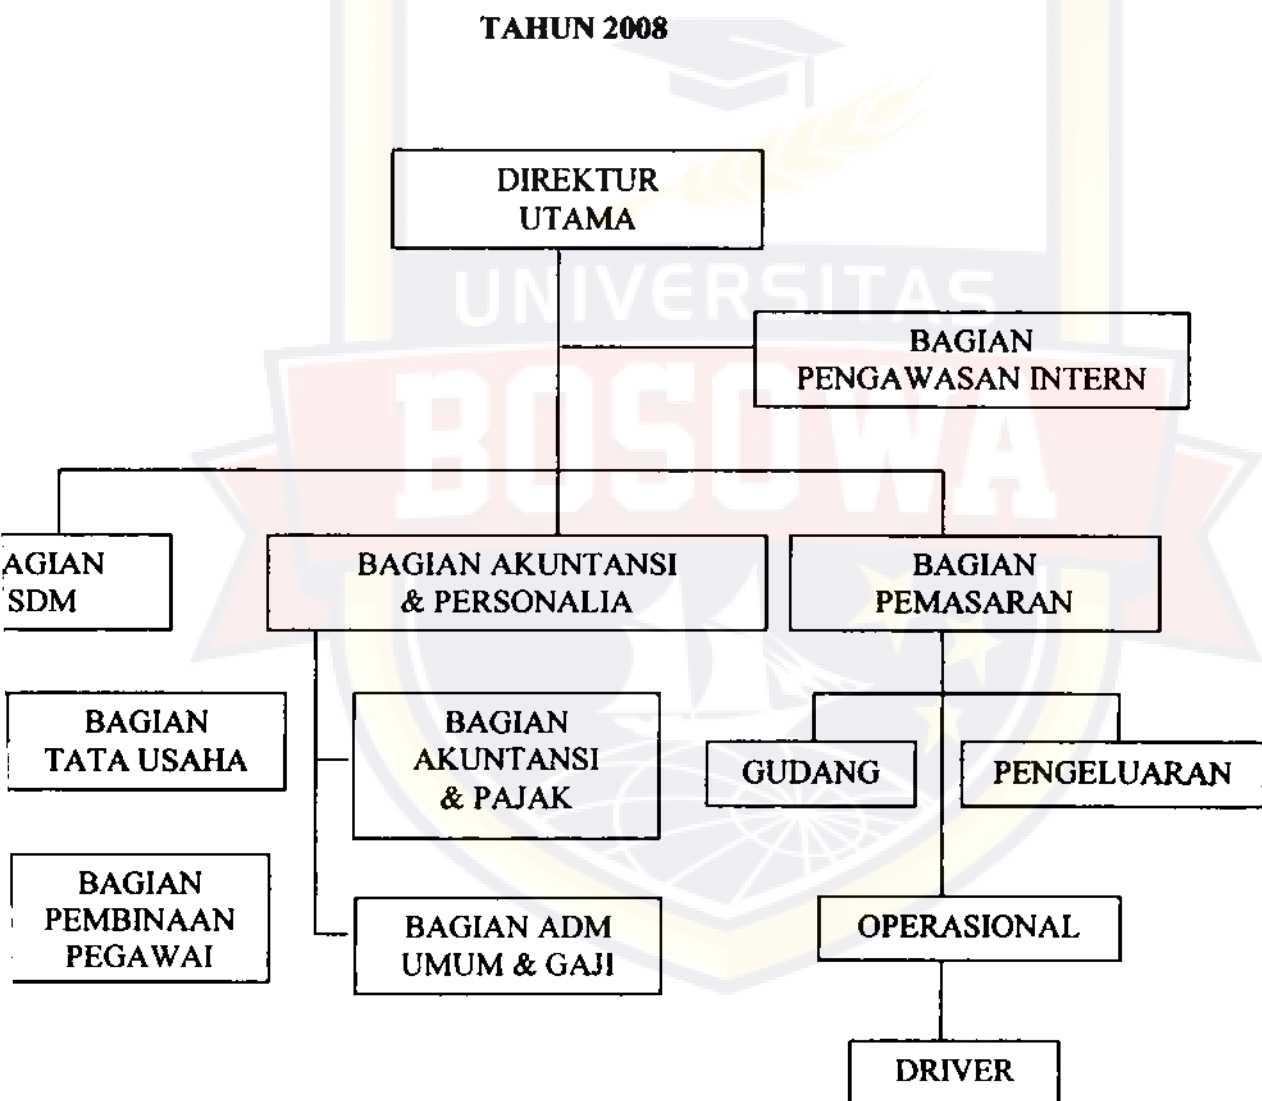 TAHUN 2008
DIREKTUR
UTAMA
UNIVERSITAS
BAGIAN
PENGAWASAN INTERN
BOSOWA
AGIAN
SDM
BAGIAN AKUNTANSI
& PERSONALIA
BAGIAN
PEMASARAN
BAGIAN
TATA USAHA
BAGIAN
AKUNTANSI
& PAJAK
GUDANG
PENGELUARAN
BAGIAN
PEMBINAAN
PEGAWAI
BAGIAN ADM
UMUM & GAJI
OPERASIONAL
DRIVER